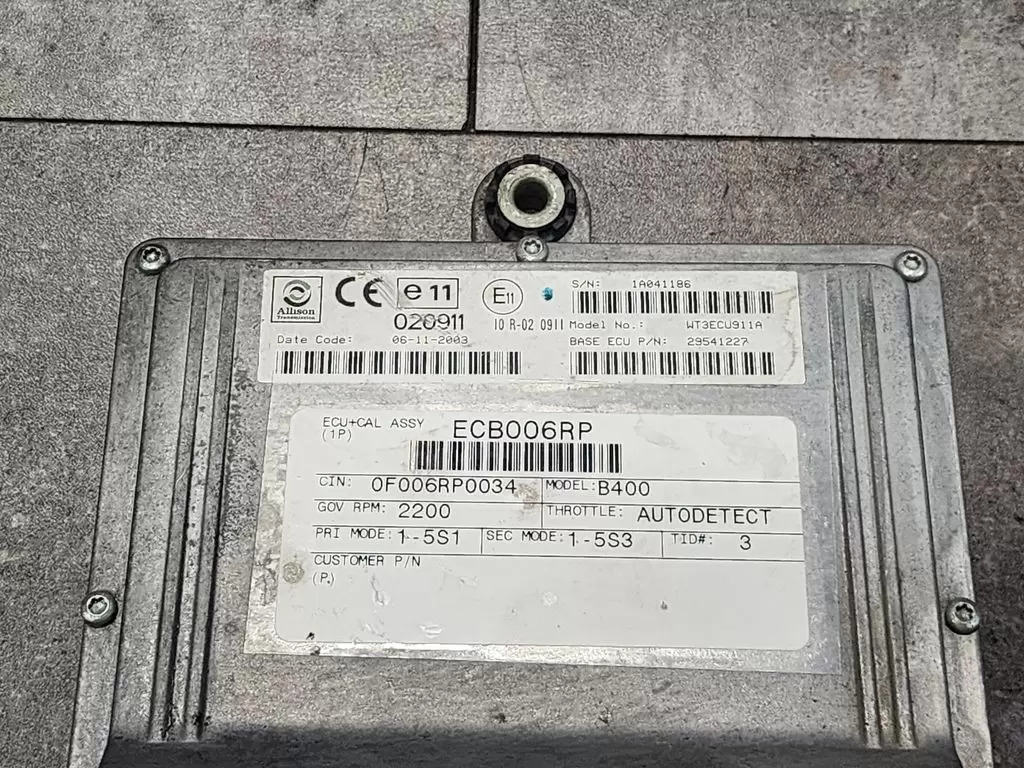 Allison
Transmission
CE
e11
020911
E11
10 R-02 0911
S/N: 1A041186
Model No.: WT3ECU911A
Date Code: 06-11-2003
BASE ECU P/N: 29541227
ECU+CAL ASSY
(1P)
ECB006RP
CIN: 0F006RP0034
MODEL: B400
GOV RPM: 2200
THROTTLE: AUTODETECT
PRI MODE: 1-5S1
SEC MODE: 1-5S3
TID#: 3
CUSTOMER P/N
(P.)